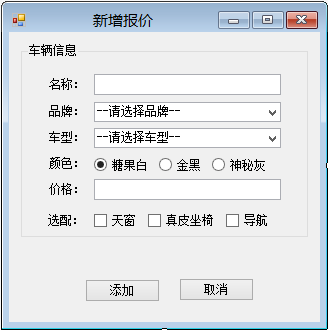 新增报价
车辆信息
名称：
品牌： --请选择品牌--
车型： --请选择车型--
颜色： 糖果白 金黑 神秘灰
价格：
选配： 天窗 真皮坐椅 导航
添加 取消